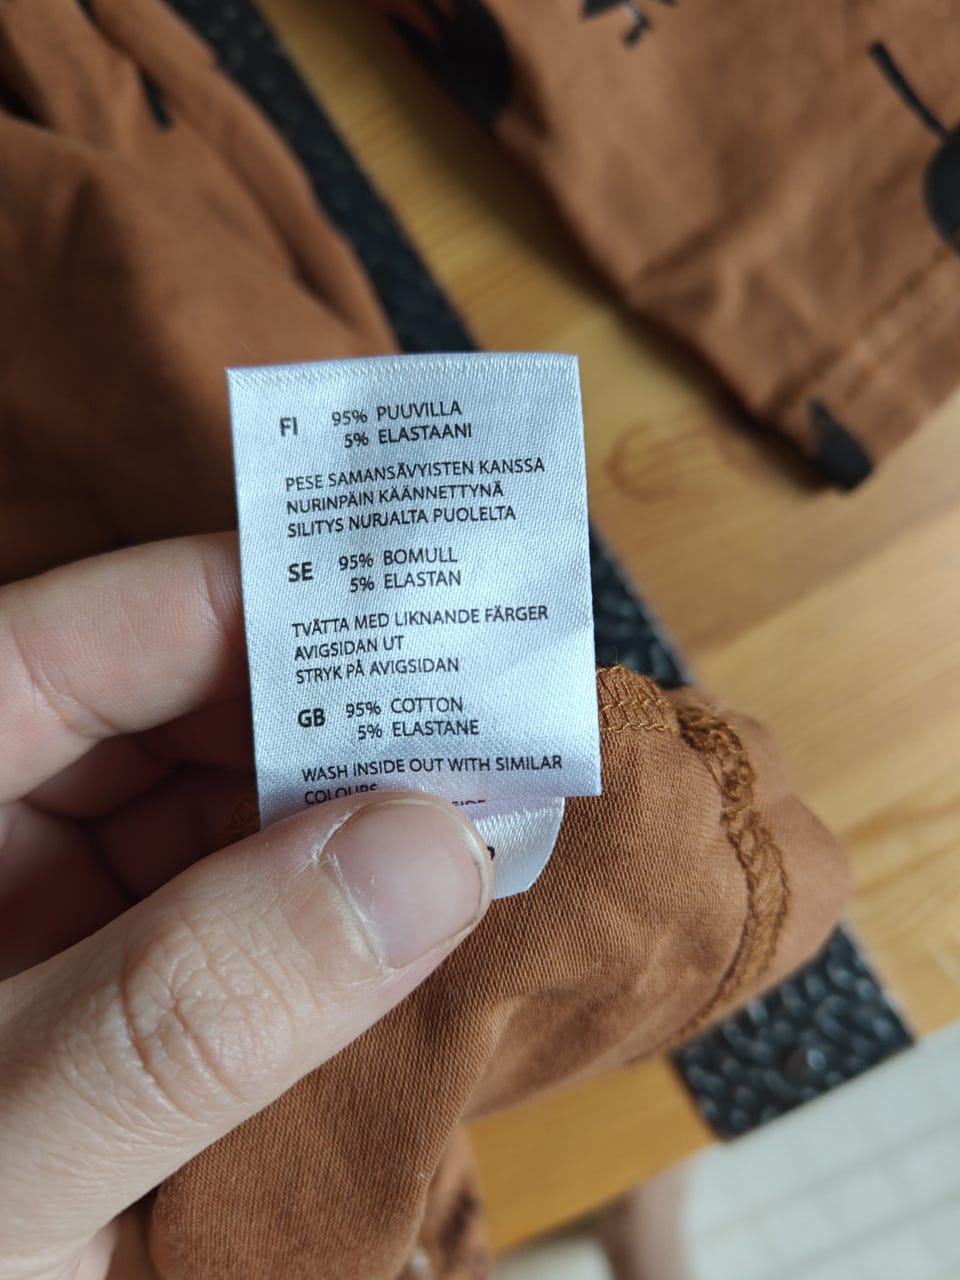 FI 95% PUUVILLA
5% ELASTAANI
PESE SAMANSÄVYISTEN KANSSA
NURINPÄIN KÄÄNNETTYNÄ
SILITYS NURJALTA PUOLELTA
SE 95% BOMULL
5% ELASTAN
TVÄTTA MED LIKNANDE FÄRGER
AVIGSIDAN UT
STRYK PÅ AVIGSIDAN
GB 95% COTTON
5% ELASTANE
WASH INSIDE OUT WITH SIMILAR
COLOURS